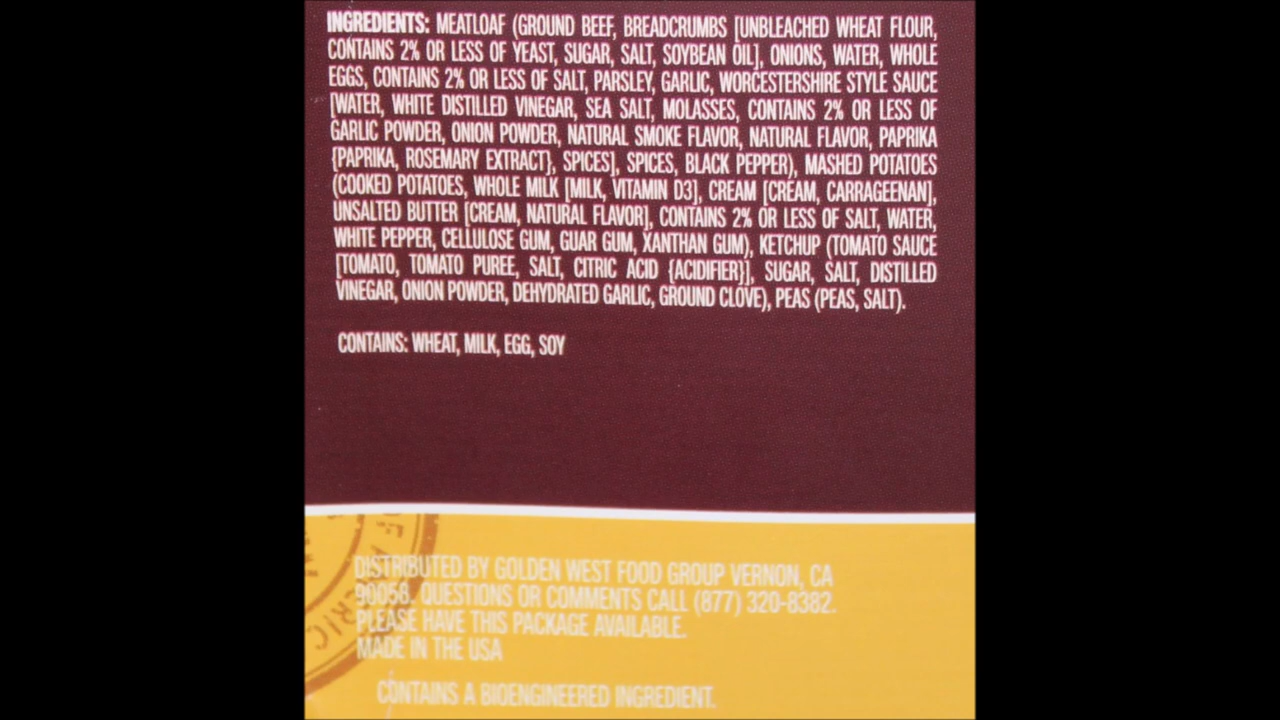 INGREDIENTS: MEATLOAF (GROUND BEEF, BREADCRUMBS [UNBLEACHED WHEAT FLOUR,
CONTAINS 2% OR LESS OF YEAST, SUGAR, SALT, SOYBEAN OIL], ONIONS, WATER, WHOLE
EGGS, CONTAINS 2% OR LESS OF SALT, PARSLEY, GARLIC, WORCESTERSHIRE STYLE SAUCE
[WATER, WHITE DISTILLED VINEGAR, SEA SALT, MOLASSES, CONTAINS 2% OR LESS OF
GARLIC POWDER, ONION POWDER, NATURAL SMOKE FLAVOR, NATURAL FLAVOR, PAPRIKA
{PAPRIKA, ROSEMARY EXTRACT}, SPICES], SPICES, BLACK PEPPER), MASHED POTATOES
(COOKED POTATOES, WHOLE MILK [MILK, VITAMIN D3], CREAM [CREAM, CARRAGEENAN],
UNSALTED BUTTER [CREAM, NATURAL FLAVOR], CONTAINS 2% OR LESS OF SALT, WATER,
WHITE PEPPER, CELLULOSE GUM, GUAR GUM, XANTHAN GUM), KETCHUP (TOMATO SAUCE
[TOMATO, TOMATO PUREE, SALT, CITRIC ACID {ACIDIFIER}], SUGAR, SALT, DISTILLED
VINEGAR, ONION POWDER, DEHYDRATED GARLIC, GROUND CLOVE), PEAS (PEAS, SALT).
CONTAINS: WHEAT, MILK, EGG, SOY
DISTRIBUTED BY GOLDEN WEST FOOD GROUP VERNON, CA
90058. QUESTIONS OR COMMENTS CALL (877) 320-8382.
PLEASE HAVE THIS PACKAGE AVAILABLE.
MADE IN THE USA
CONTAINS A BIOENGINEERED INGREDIENT.